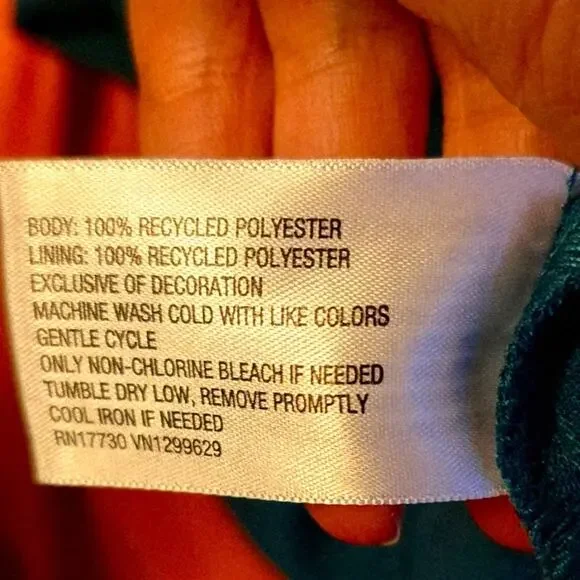 BODY: 100% RECYCLED POLYESTER
LINING: 100% RECYCLED POLYESTER
EXCLUSIVE OF DECORATION
MACHINE WASH COLD WITH LIKE COLORS
GENTLE CYCLE
ONLY NON-CHLORINE BLEACH IF NEEDED
TUMBLE DRY LOW, REMOVE PROMPTLY
COOL IRON IF NEEDED
RN17730 VN1299629